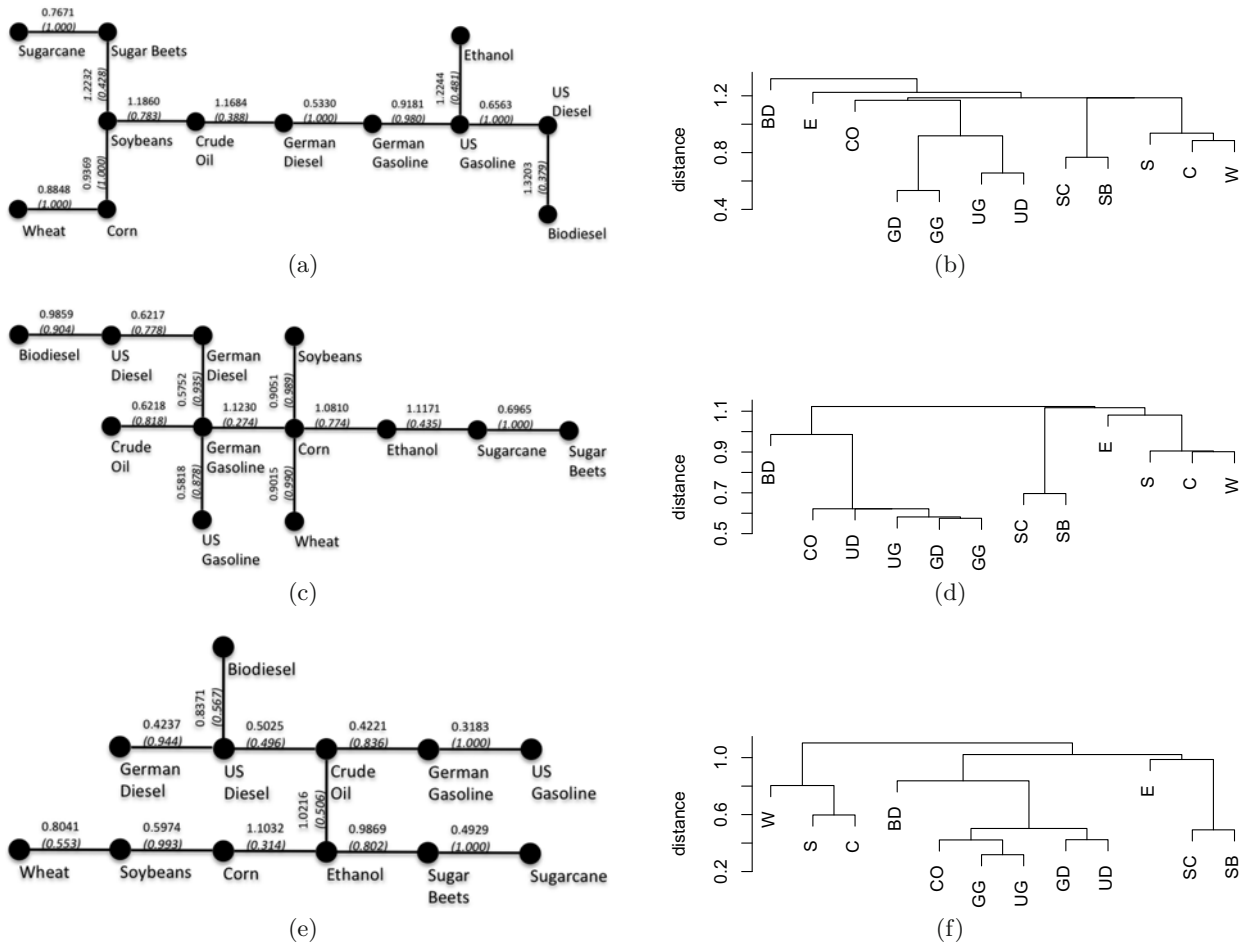 0.7671
(1.000)
Sugarcane
Sugar Beets
1.2232
(0.428)
1.1860
(0.783)
1.1684
(0.388)
0.5330
(1.000)
0.9181
(0.980)
0.6563
(1.000)
Ethanol
1.2244
(0.481)
US
Diesel
Soybeans
Crude
Oil
German
Diesel
German
Gasoline
US
Gasoline
0.9369
(1.000)
0.8848
(1.000)
1.3203
(0.379)
Wheat
Corn
Biodiesel
(a)
distance
0.4
0.8
1.2
BD
E
CO
GD
GG
UG
UD
SC
SB
S
C
W
(b)
0.9859
(0.904)
0.6217
(0.778)
Biodiesel
US
Diesel
German
Diesel
Soybeans
0.5752
(0.935)
0.9051
(0.989)
0.6218
(0.818)
1.1230
(0.274)
1.0810
(0.774)
1.1171
(0.435)
0.6965
(1.000)
Crude
Oil
German
Gasoline
Corn
Ethanol
Sugarcane
Sugar
Beets
0.5818
(0.878)
0.9015
(0.990)
US
Gasoline
Wheat
(c)
distance
0.5
0.7
0.9
1.1
BD
CO
UD
UG
GD
GG
SC
SB
E
S
C
W
(d)
Biodiesel
0.8371
(0.567)
0.4237
(0.944)
0.5025
(0.496)
0.4221
(0.836)
0.3183
(1.000)
German
Diesel
US
Diesel
Crude
Oil
German
Gasoline
US
Gasoline
1.0216
(0.506)
0.8041
(0.553)
0.5974
(0.993)
1.1032
(0.314)
0.9869
(0.802)
0.4929
(1.000)
Wheat
Soybeans
Corn
Ethanol
Sugar
Beets
Sugarcane
(e)
distance
0.2
0.6
1.0
W
S
C
BD
CO
GG
UG
GD
UD
E
SC
SB
(f)